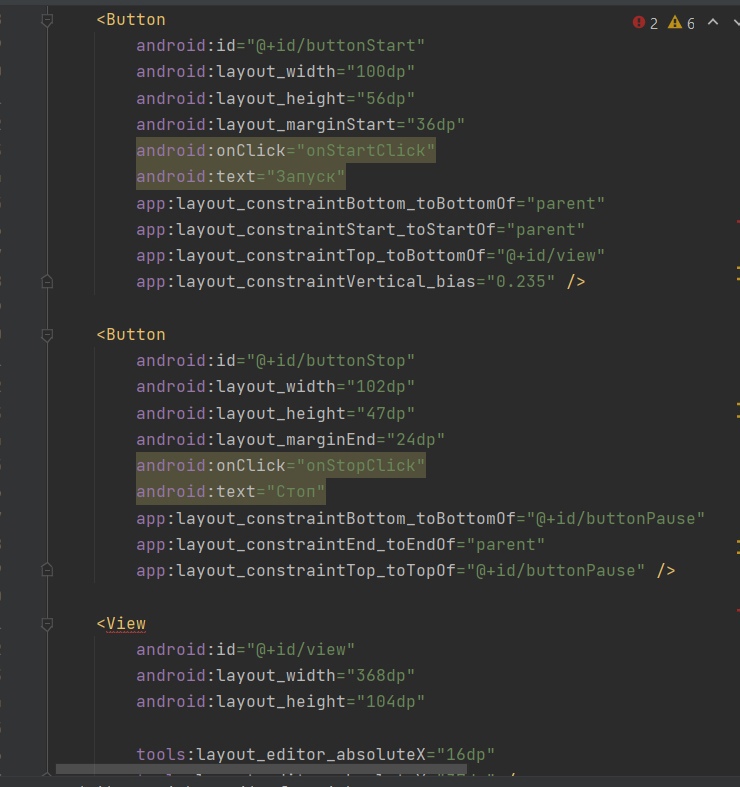 <Button
2 6
android:id="@+id/buttonStart"
android:layout_width="100dp"
android:layout_height="56dp"
android:layout_marginStart="36dp"
android:onClick="onStartClick"
android:text="Запуск"
app:layout_constraintBottom_toBottomOf="parent"
app:layout_constraintStart_toStartOf="parent"
app:layout_constraintTop_toBottomOf="@+id/view"
app:layout_constraintVertical_bias="0.235" />
<Button
android:id="@+id/buttonStop"
android:layout_width="102dp"
android:layout_height="47dp"
android:layout_marginEnd="24dp"
android:onClick="onStopClick"
android:text="Стоп"
app:layout_constraintBottom_toBottomOf="@+id/buttonPause"
app:layout_constraintEnd_toEndOf="parent"
app:layout_constraintTop_toTopOf="@+id/buttonPause" />
<View
android:id="@+id/view"
android:layout_width="368dp"
android:layout_height="104dp"
tools:layout_editor_absoluteX="16dp"